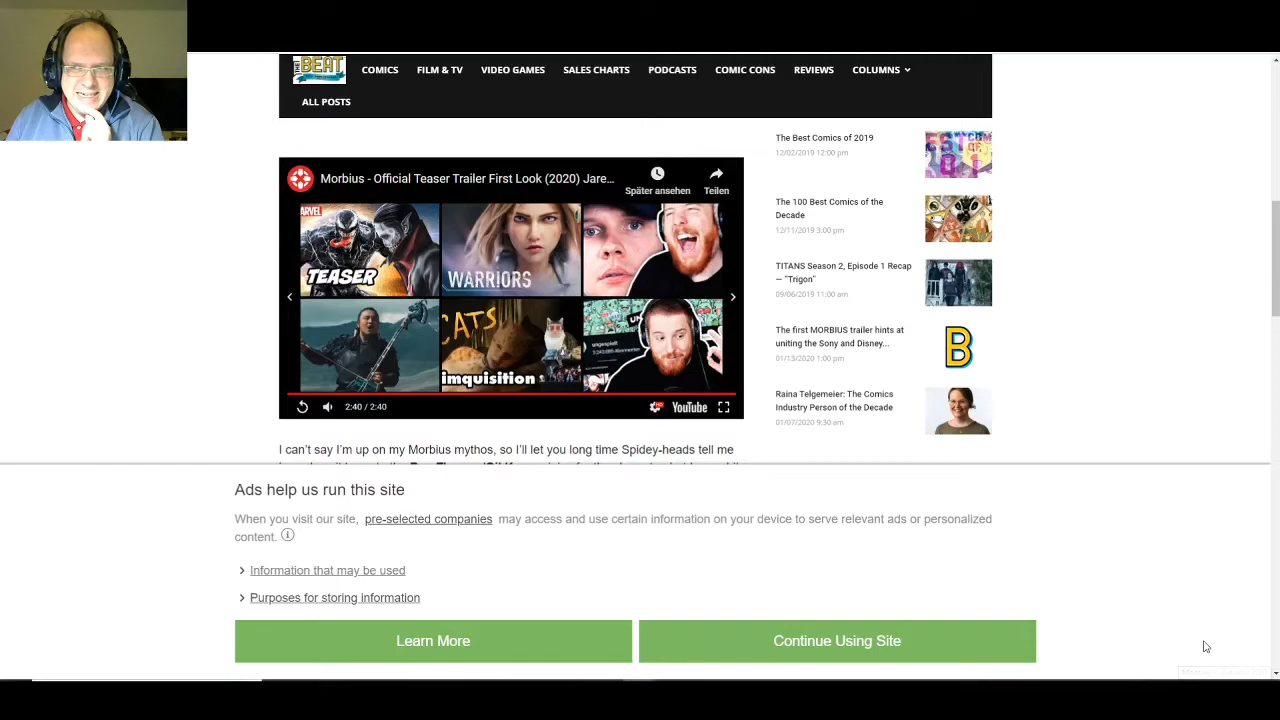 THE BEAT
COMICS
FILM & TV
VIDEO GAMES
SALES CHARTS
PODCASTS
COMIC CONS
REVIEWS
COLUMNS
ALL POSTS
Morbius - Official Teaser Trailer First Look (2020) Jare...
Später ansehen
Teilen
MARVEL
TEASER
WARRIORS
CATS
imquisition
ungespielt
2:40 / 2:40
HD
YouTube
I can't say I'm up on my Morbius mythos, so I'll let you long time Spidey-heads tell me
The Best Comics of 2019
12/02/2019 12:00 pm
The 100 Best Comics of the
Decade
12/11/2019 3:00 pm
TITANS Season 2, Episode 1 Recap
– "Trigon"
09/06/2019 11:00 am
The first MORBIUS trailer hints at
uniting the Sony and Disney...
01/13/2020 1:00 pm
B
Raina Telgemeier: The Comics
Industry Person of the Decade
01/07/2020 9:30 am
Ads help us run this site
When you visit our site, pre-selected companies may access and use certain information on your device to serve relevant ads or personalized
content.
Information that may be used
Purposes for storing information
Learn More
Continue Using Site